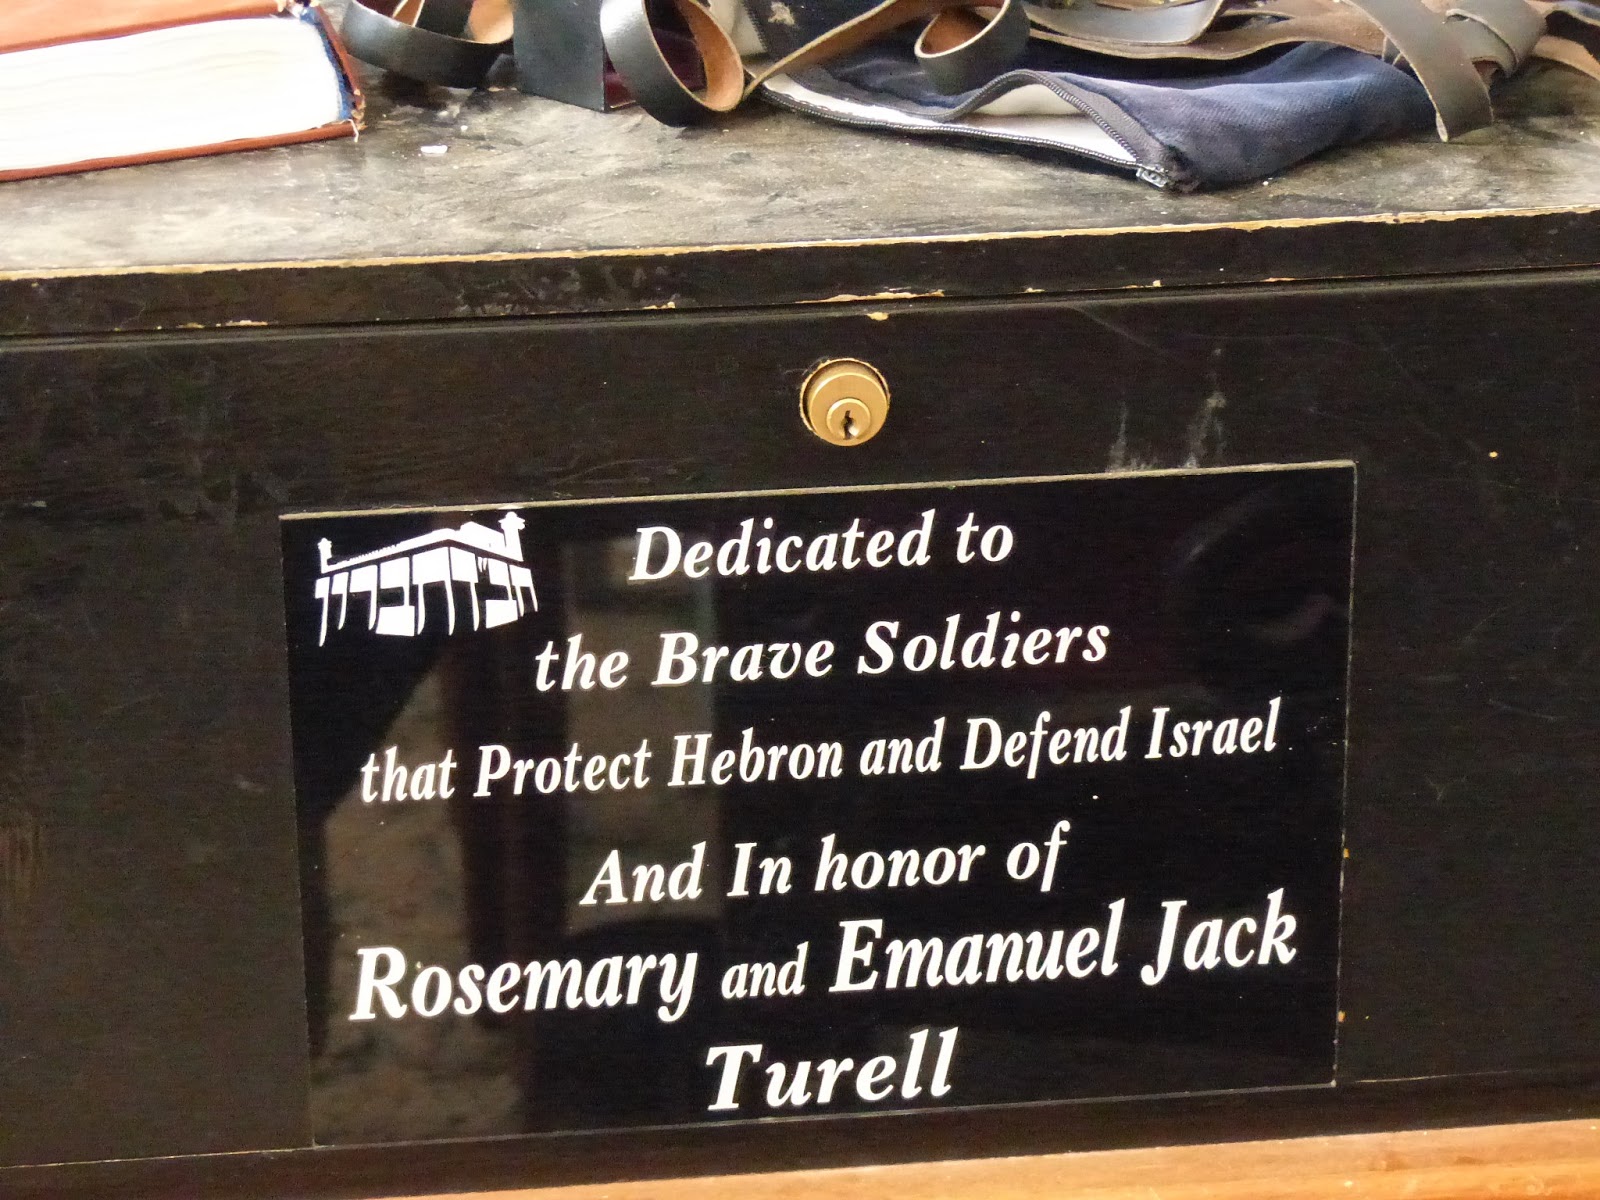 חב"ד חברון
Dedicated to
the Brave Soldiers
that Protect Hebron and Defend Israel
And In honor of
Rosemary and Emanuel Jack
Turell